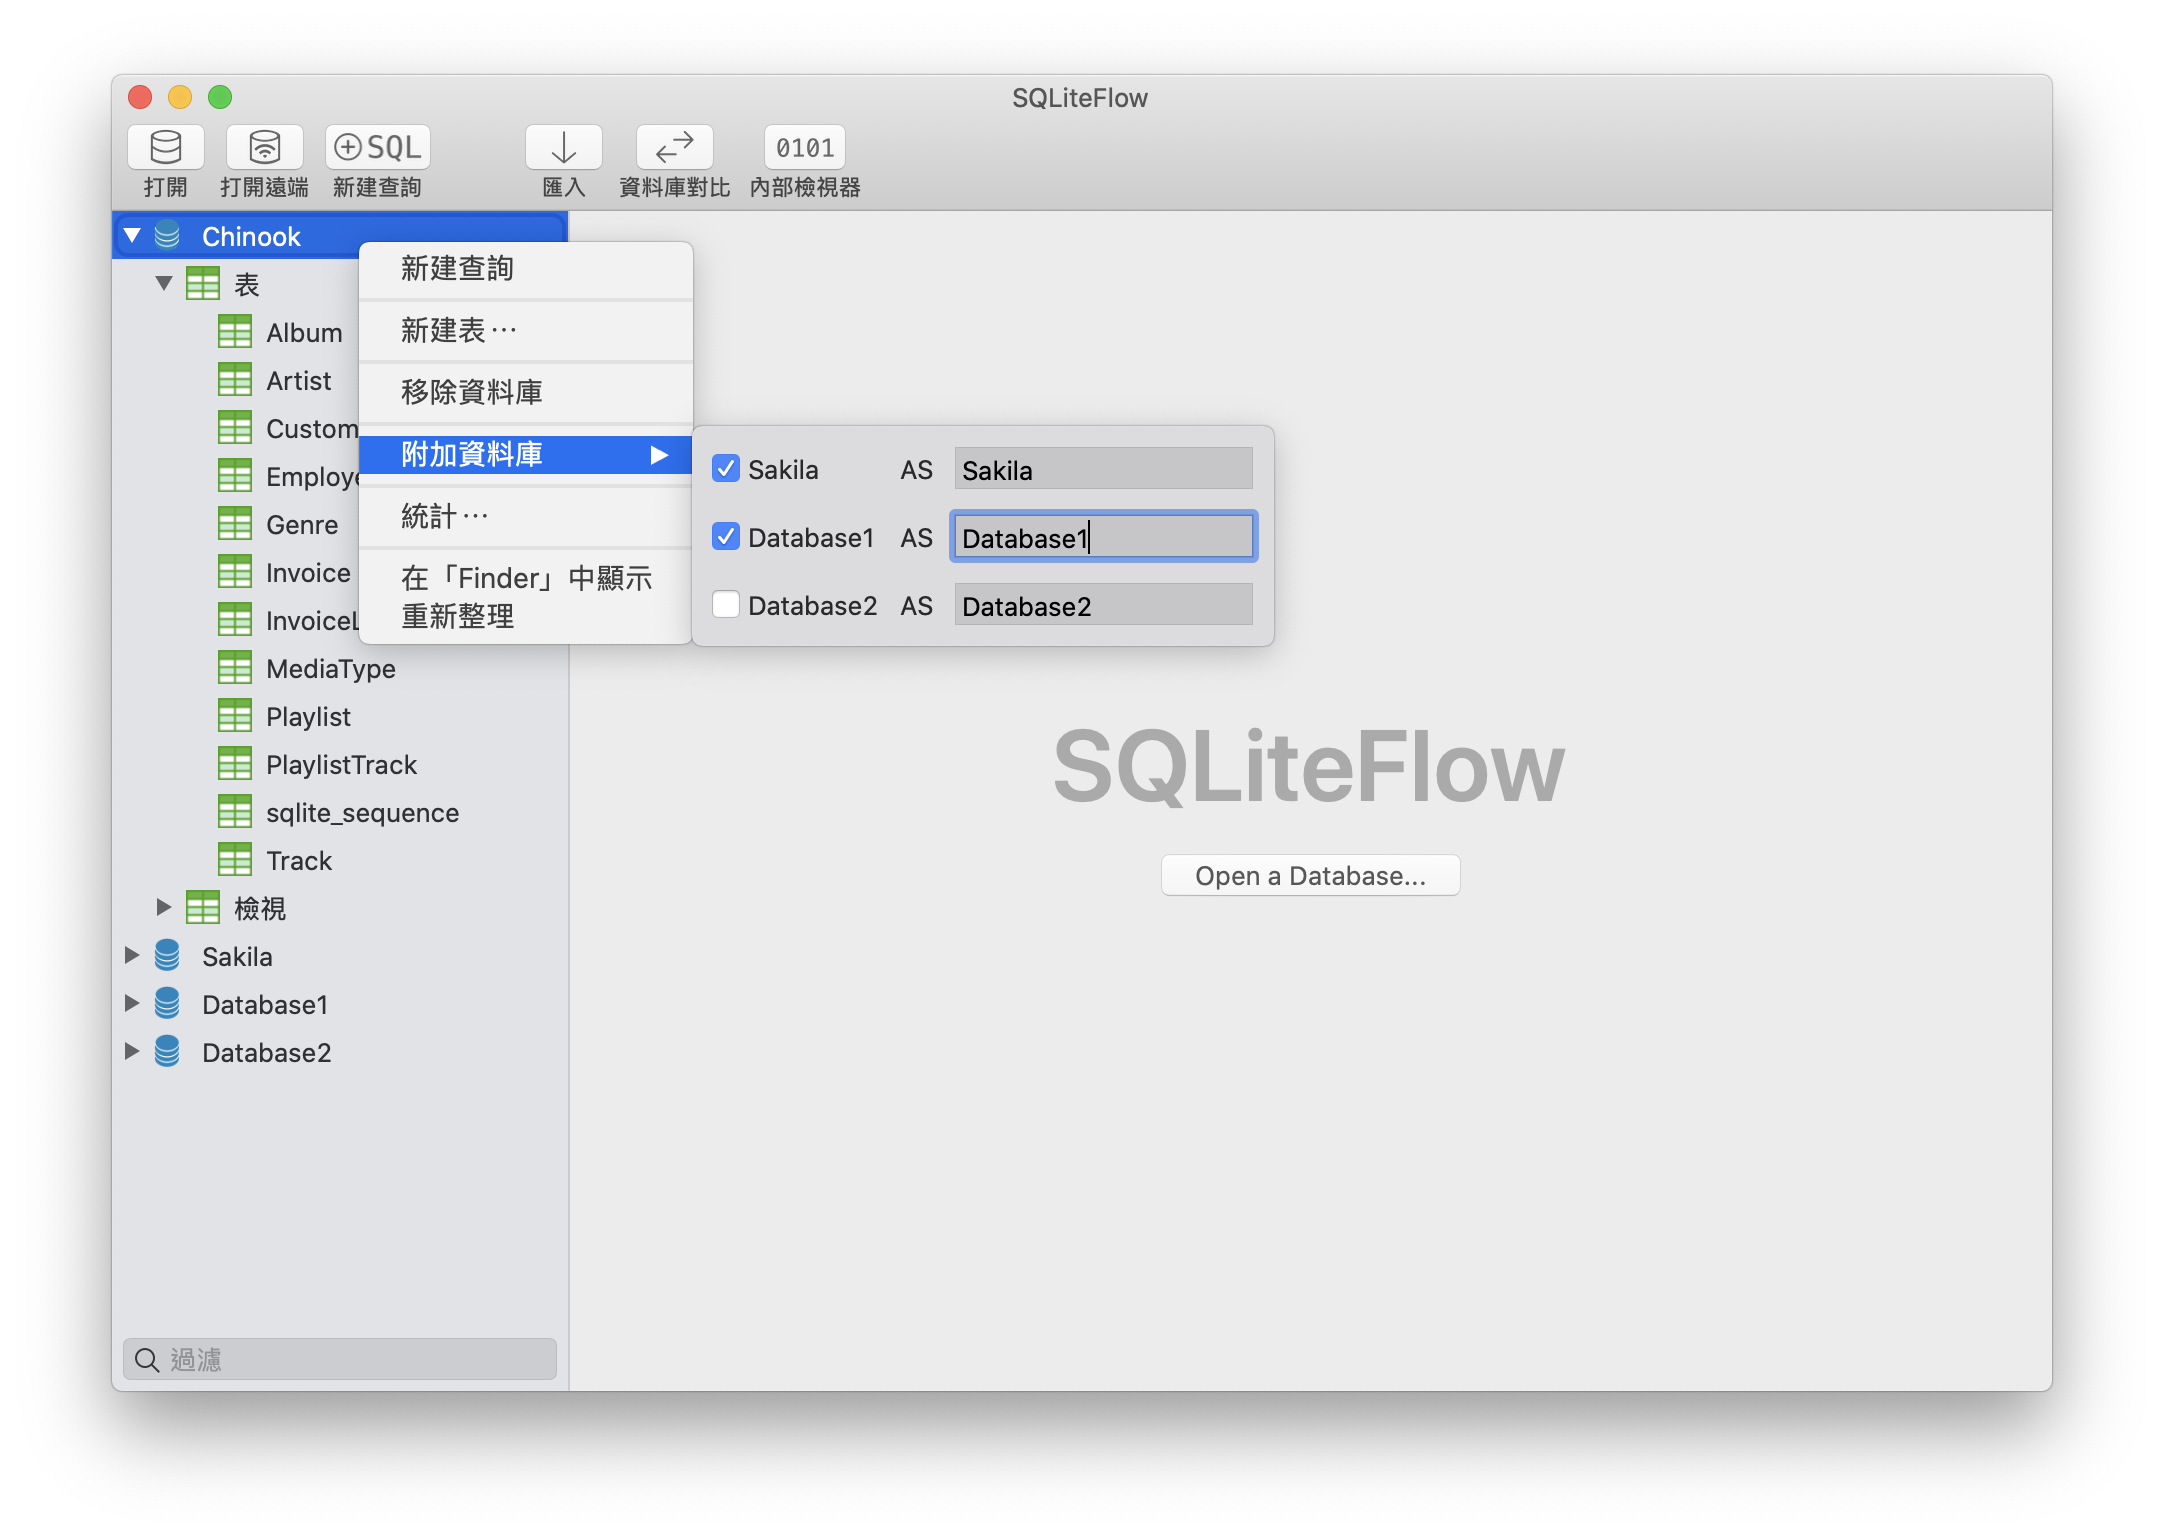 SQLiteFlow
SQL
0101
打開
打開遠端
新建查詢
匯入
資料庫對比
內部檢視器
Chinook
表
Album
Artist
Custom
Employe
Genre
Invoice
InvoiceL
MediaType
Playlist
PlaylistTrack
sqlite_sequence
Track
檢視
Sakila
Database1
Database2
過濾
新建查詢
新建表…
移除資料庫
附加資料庫
統計…
在「Finder」中顯示
重新整理
Sakila AS Sakila
Database1 AS Database1
Database2 AS Database2
SQLiteFlow
Open a Database...